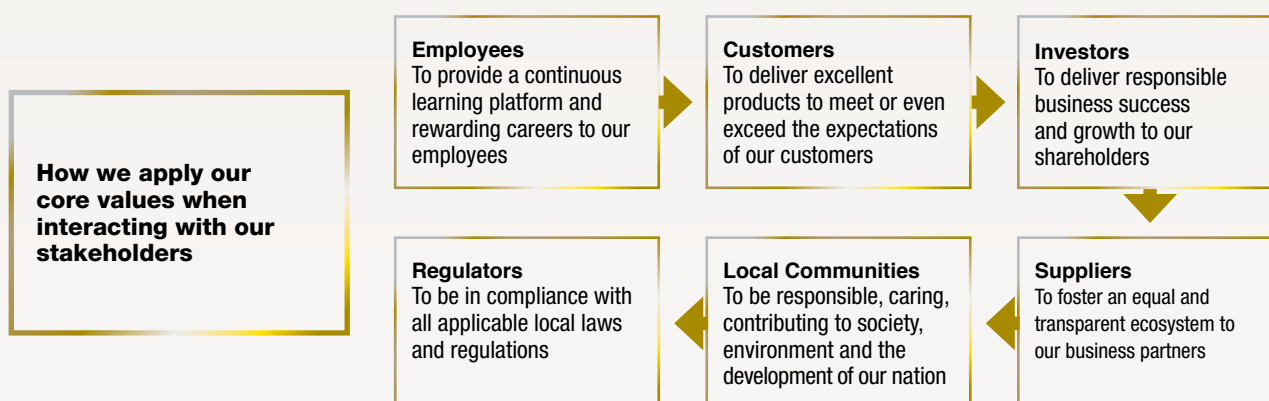 How we apply our
core values when
interacting with our
stakeholders
Employees
To provide a continuous
learning platform and
rewarding careers to our
employees
Customers
To deliver excellent
products to meet or even
exceed the expectations
of our customers
Investors
To deliver responsible
business success
and growth to our
shareholders
Suppliers
To foster an equal and
transparent ecosystem to
our business partners
Local Communities
To be responsible, caring,
contributing to society,
environment and the
development of our nation
Regulators
To be in compliance with
all applicable local laws
and regulations